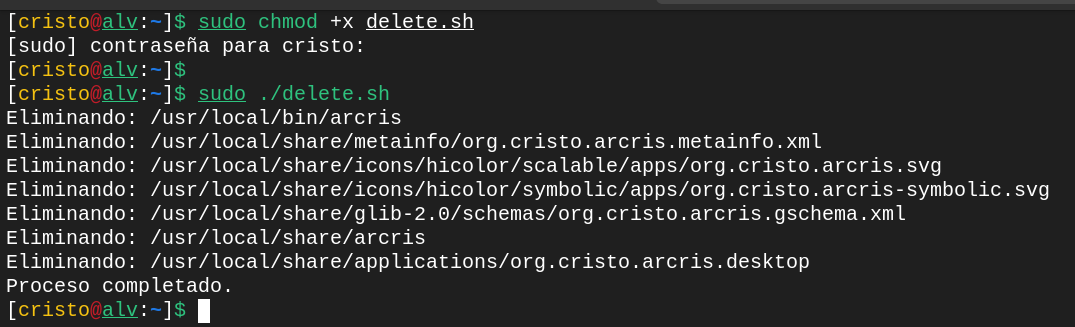 [cristo@alv:~]$ sudo chmod +x delete.sh
[sudo] contraseña para cristo:
[cristo@alv:~]$
[cristo@alv:~]$ sudo ./delete.sh
Eliminando: /usr/local/bin/arcris
Eliminando: /usr/local/share/metainfo/org.cristo.arcris.metainfo.xml
Eliminando: /usr/local/share/icons/hicolor/scalable/apps/org.cristo.arcris.svg
Eliminando: /usr/local/share/icons/hicolor/symbolic/apps/org.cristo.arcris-symbolic.svg
Eliminando: /usr/local/share/glib-2.0/schemas/org.cristo.arcris.gschema.xml
Eliminando: /usr/local/share/arcris
Eliminando: /usr/local/share/applications/org.cristo.arcris.desktop
Proceso completado.
[cristo@alv:~]$